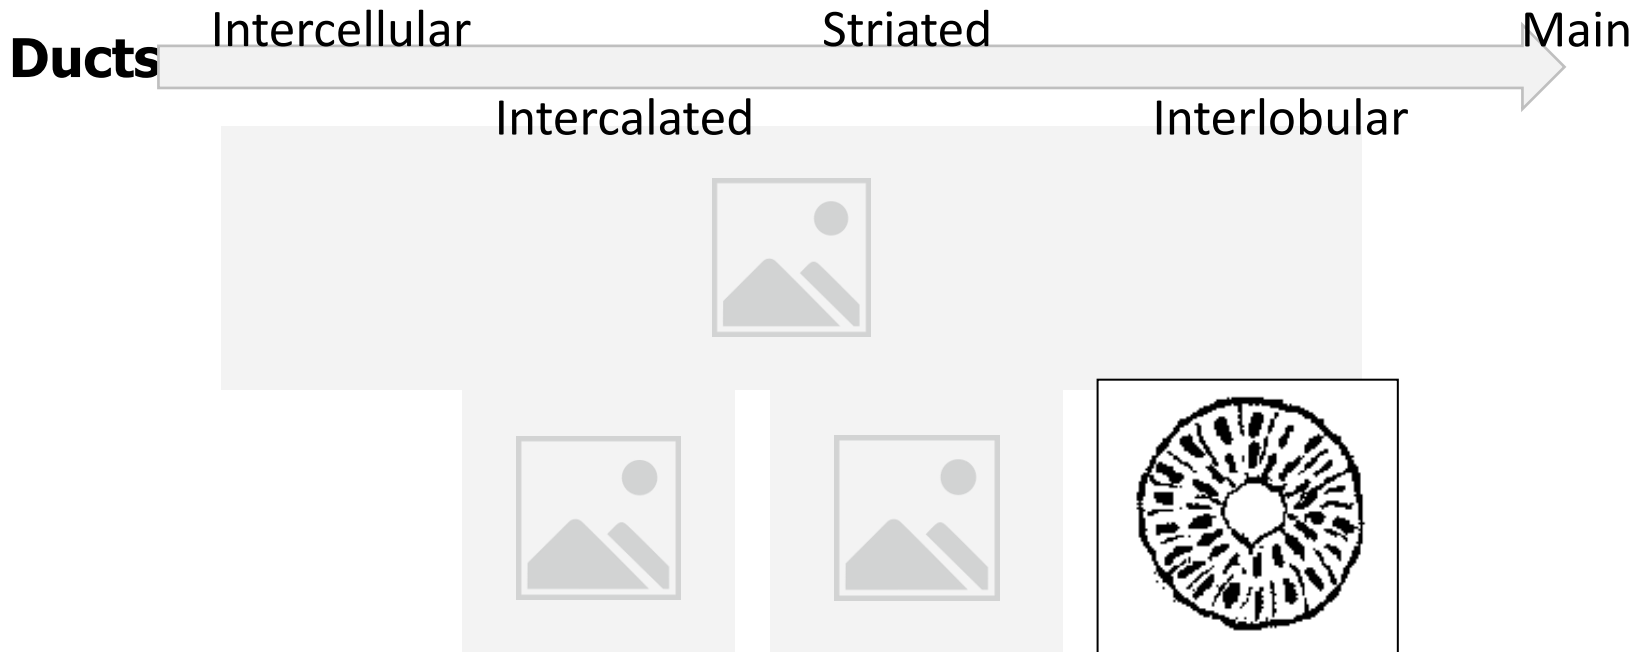 Intercellular
Striated
Main
Ducts
Intercalated
Interlobular